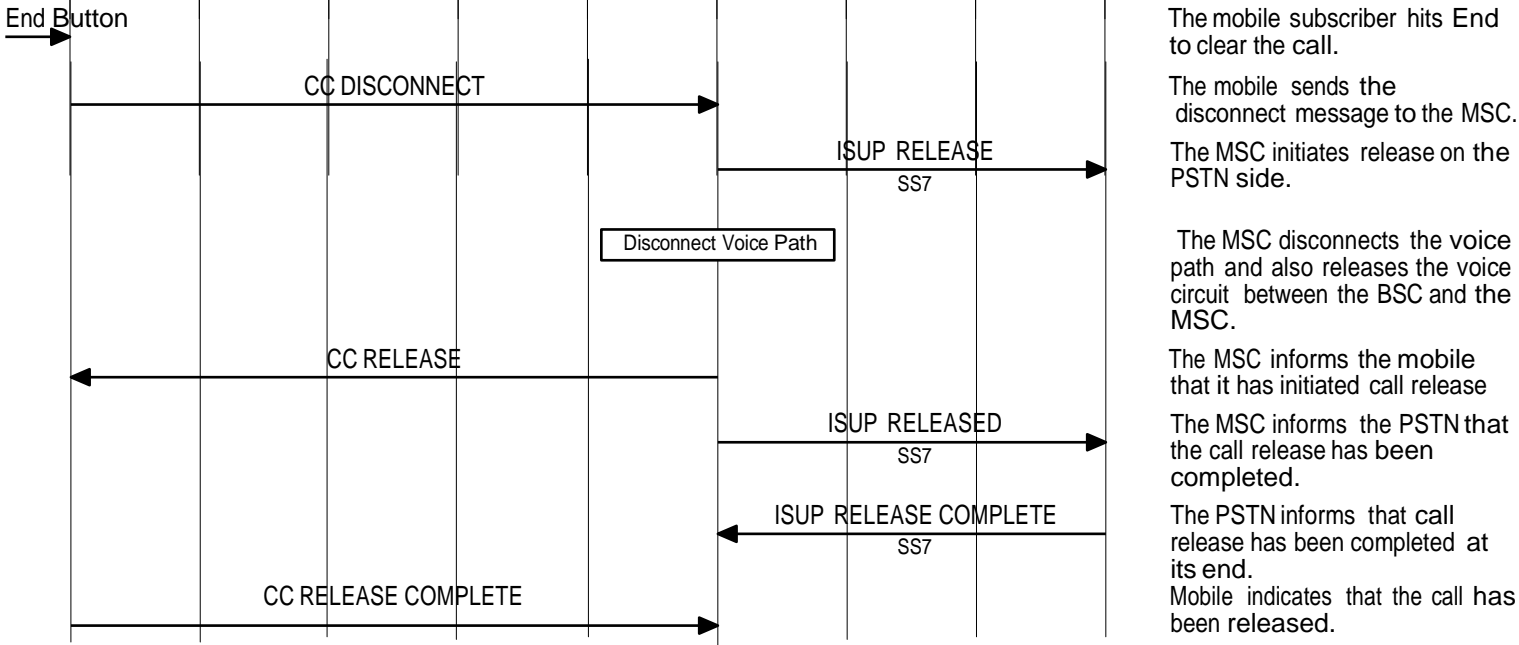 End Button
The mobile subscriber hits End
to clear the call.
CC DISCONNECT
The mobile sends the
disconnect message to the MSC.
ISUP RELEASE
SS7
The MSC initiates release on the
PSTN side.
Disconnect Voice Path
The MSC disconnects the voice
path and also releases the voice
circuit between the BSC and the
MSC.
CC RELEASE
The MSC informs the mobile
that it has initiated call release
ISUP RELEASED
SS7
The MSC informs the PSTN that
the call release has been
completed.
ISUP RELEASE COMPLETE
SS7
The PSTN informs that call
release has been completed at
its end.
CC RELEASE COMPLETE
Mobile indicates that the call has
been released.